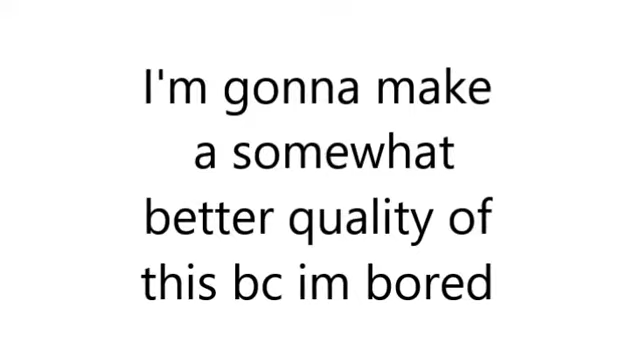 I'm gonna make
a somewhat
better quality of
this bc im bored